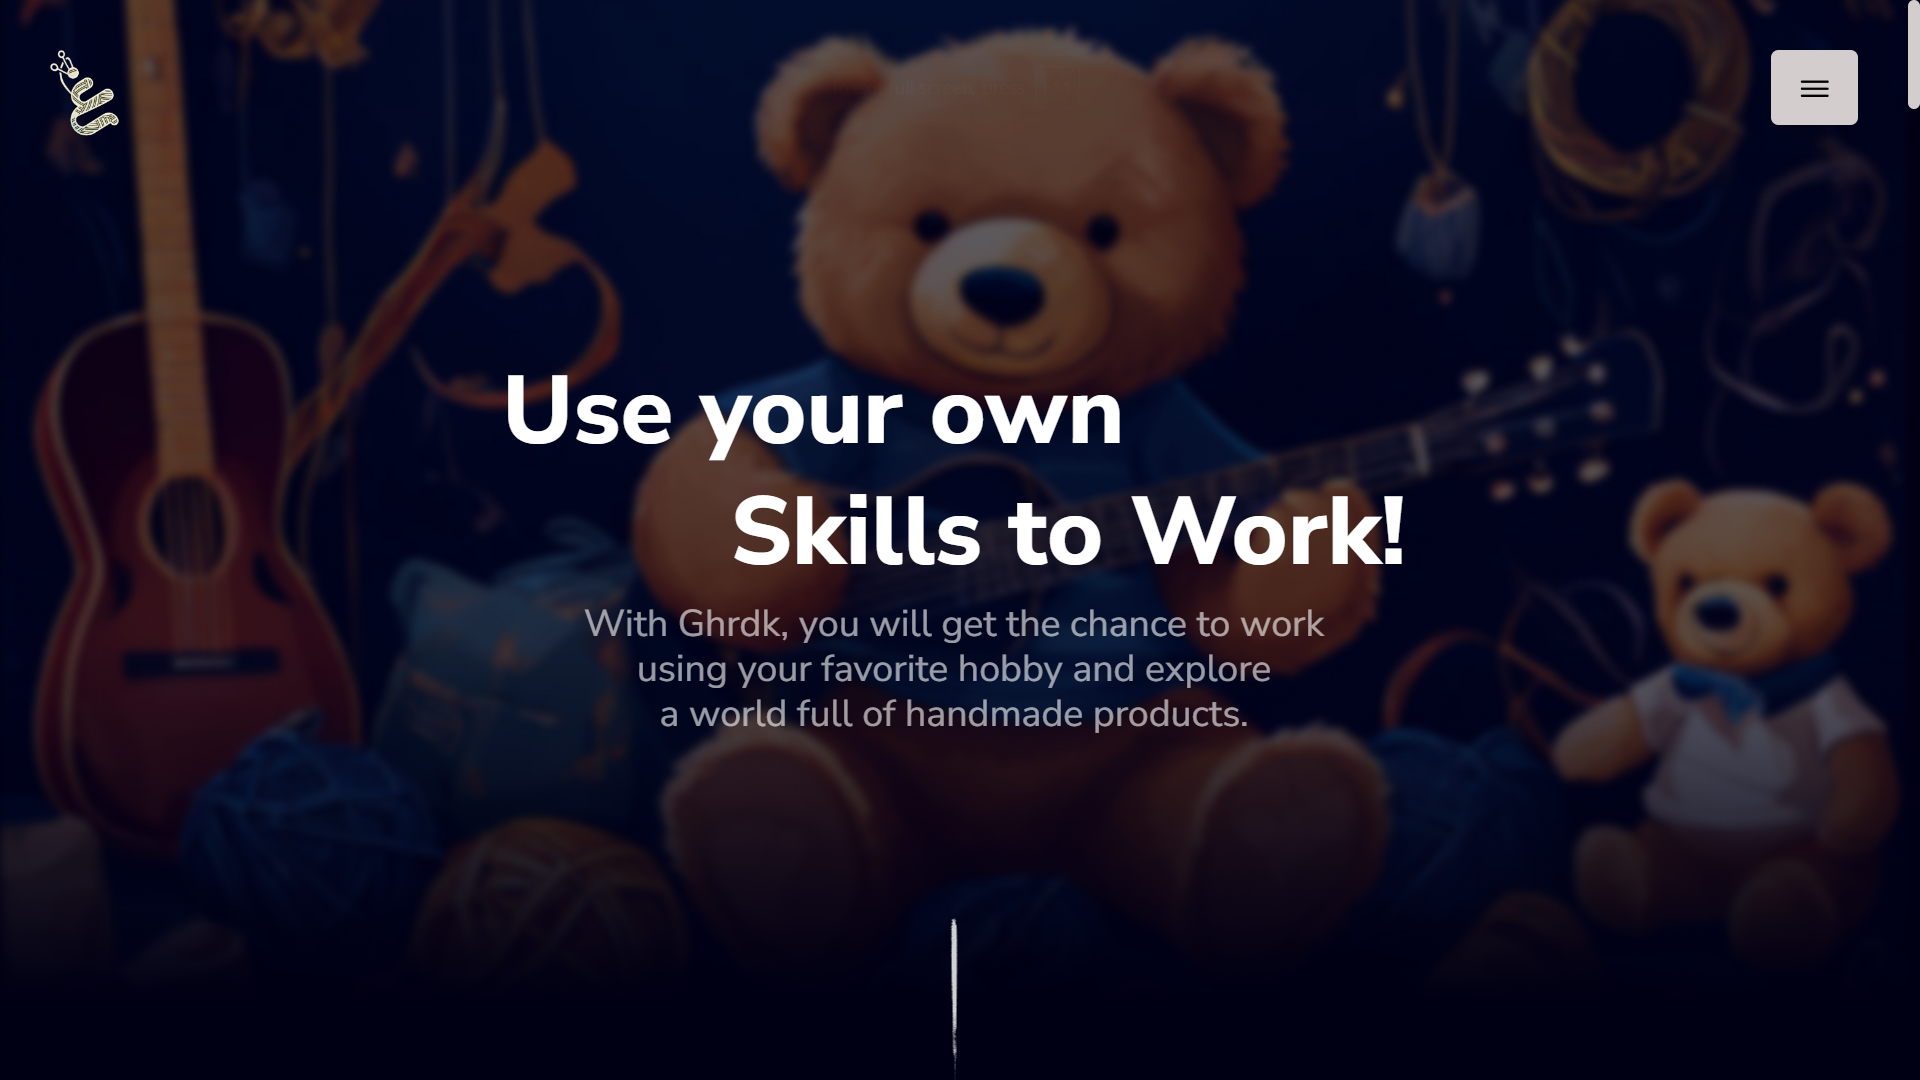 Use your own
Skills to Work!
With Ghrdk, you will get the chance to work
using your favorite hobby and explore
a world full of handmade products.